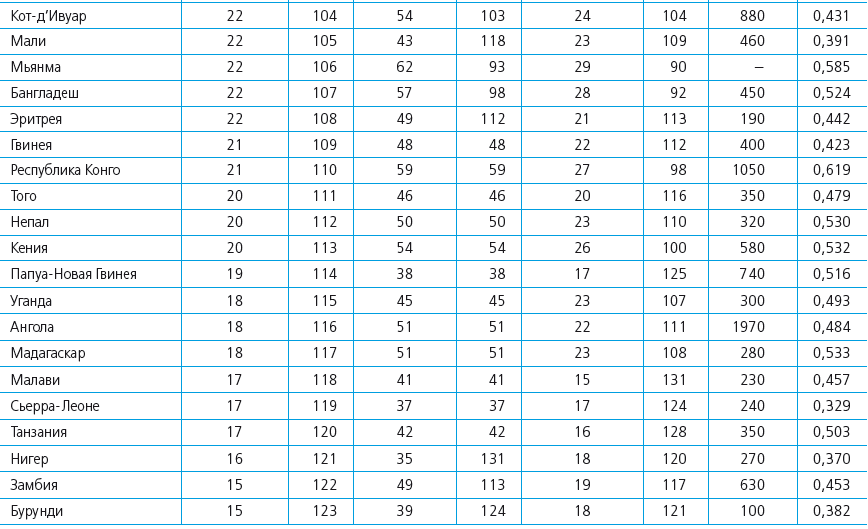 Кот-д’Ивуар 22 104 54 103 24 104 880 0,431
Мали 22 105 43 118 23 109 460 0,391
Мьянма 22 106 62 93 29 90 – 0,585
Бангладеш 22 107 57 98 28 92 450 0,524
Эритрея 22 108 49 112 21 113 190 0,442
Гвинея 21 109 48 48 22 112 400 0,423
Республика Конго 21 110 59 59 27 98 1050 0,619
Того 20 111 46 46 20 116 350 0,479
Непал 20 112 50 50 23 110 320 0,530
Кения 20 113 54 54 26 100 580 0,532
Папуа-Новая Гвинея 19 114 38 38 17 125 740 0,516
Уганда 18 115 45 45 23 107 300 0,493
Ангола 18 116 51 51 22 111 1970 0,484
Мадагаскар 18 117 51 51 23 108 280 0,533
Малави 17 118 41 41 15 131 230 0,457
Сьерра-Леоне 17 119 37 37 17 124 240 0,329
Танзания 17 120 42 42 16 128 350 0,503
Нигер 16 121 35 131 18 120 270 0,370
Замбия 15 122 49 113 19 117 630 0,453
Бурунди 15 123 39 124 18 121 100 0,382